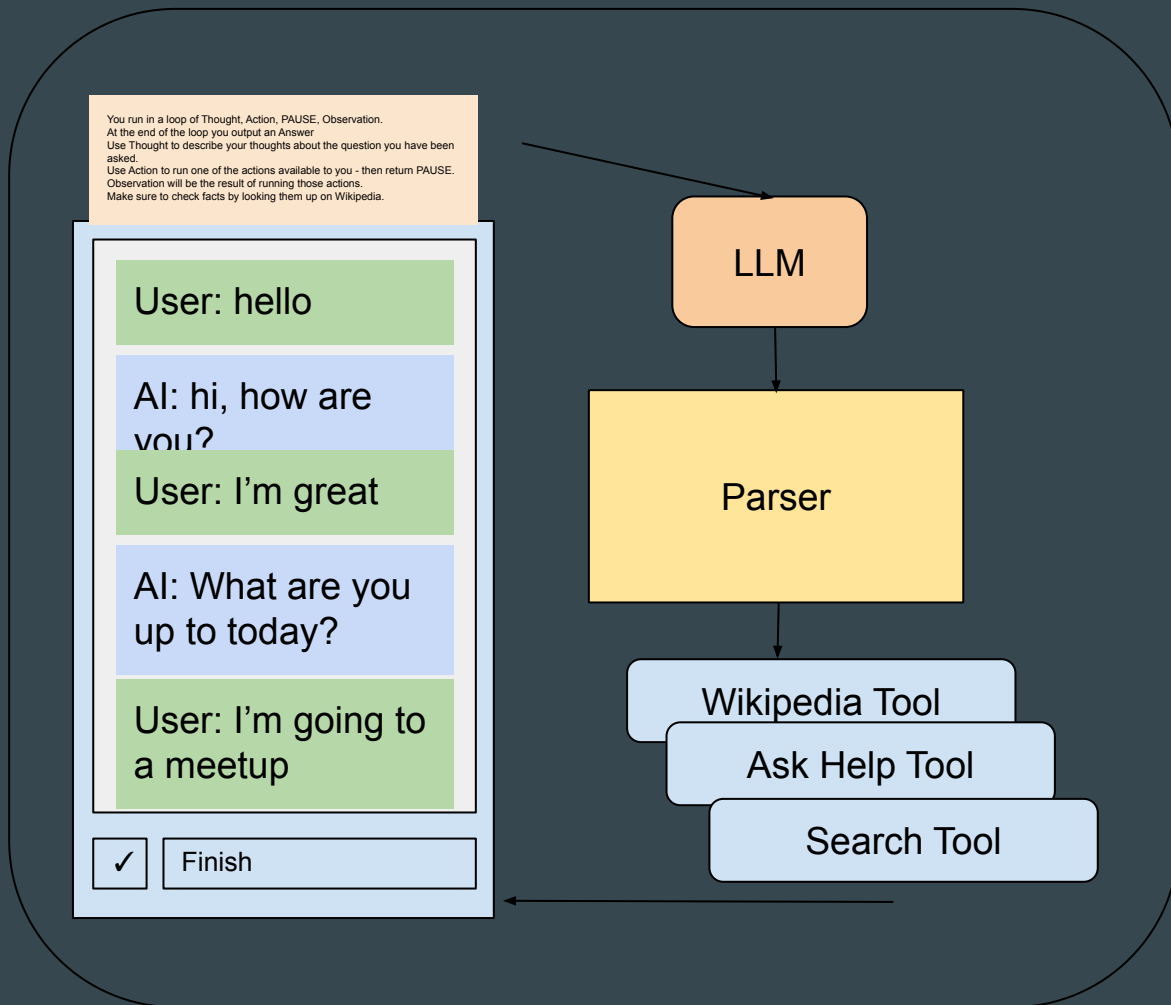 You run in a loop of Thought, Action, PAUSE, Observation.
At the end of the loop you output an Answer
Use Thought to describe your thoughts about the question you have been
asked.
Use Action to run one of the actions available to you - then return PAUSE.
Observation will be the result of running those actions.
Make sure to check facts by looking them up on Wikipedia.
User: hello
AI: hi, how are
you?
User: I’m great
AI: What are you
up to today?
User: I’m going to
a meetup
✓ Finish
LLM
Parser
Wikipedia Tool
Ask Help Tool
Search Tool